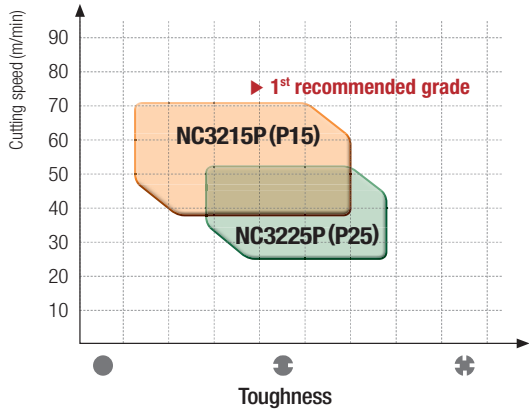 Cutting speed (m/min)
90
80
70
60
50
40
30
20
10
▶ 1st recommended grade
NC3215P (P15)
NC3225P (P25)
Toughness